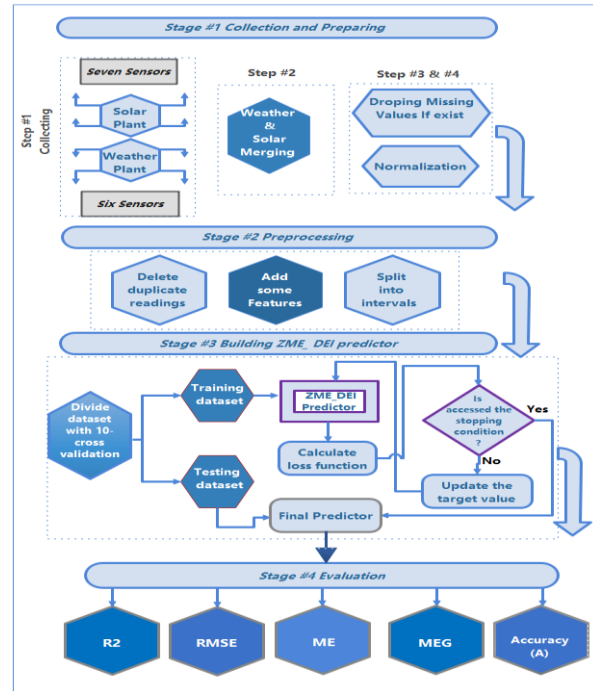 Stage #1 Collection and Preparing
Step #1
Collecting
Seven Sensors
Solar
Plant
Weather
Plant
Six Sensors
Step #2
Weather
&
Solar
Merging
Step #3 & #4
Droping Missing
Values If exist
Normalization
Stage #2 Preprocessing
Delete
duplicate
readings
Add
some
Features
Split
into
intervals
Stage #3 Building ZME_ DEI predictor
Divide
dataset
with 10-
cross
validation
Training
dataset
Testing
dataset
ZME_DEI
Predictor
Calculate
loss function
Is
accessed the
stopping
condition
?
Yes
No
Update the
target value
Final Predictor
Stage #4 Evaluation
R2
RMSE
ME
MEG
Accuracy
(A)